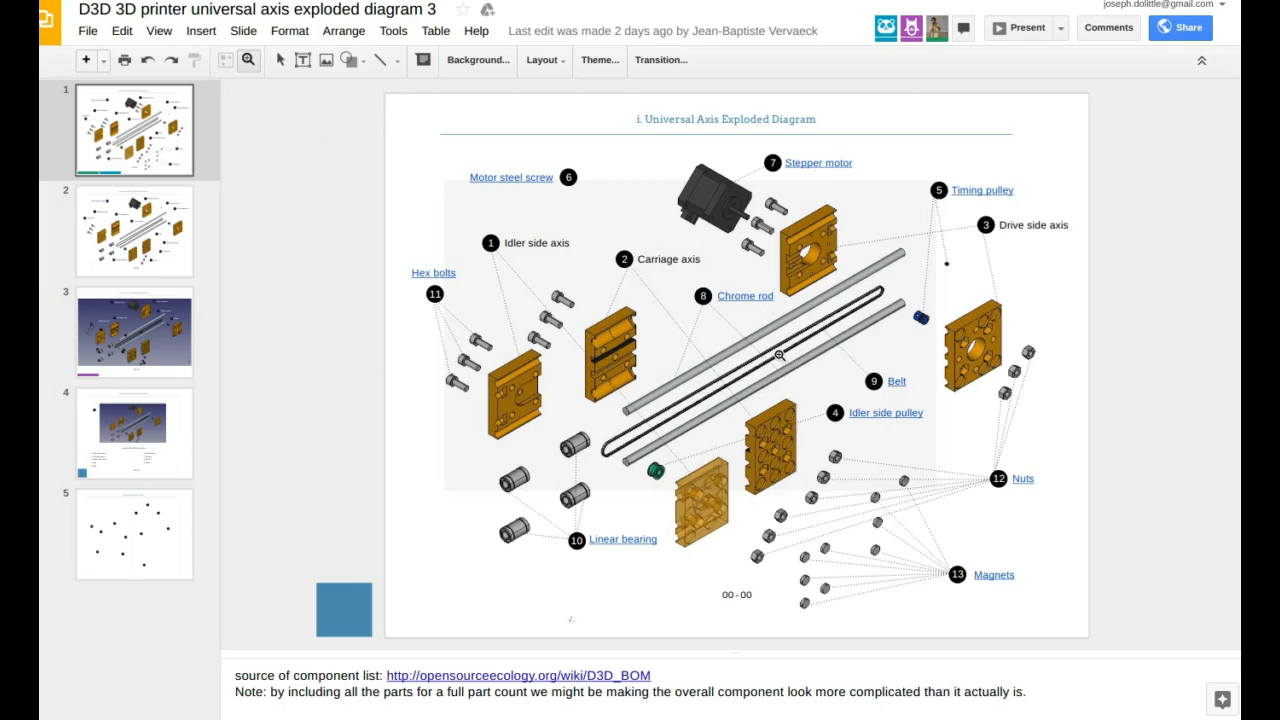 D3D 3D printer universal axis exploded diagram 3
joseph.dolittle@gmail.com
File Edit View Insert Slide Format Arrange Tools Table Help
Last edit was made 2 days ago by Jean-Baptiste Vervaeck
Present
Comments
Share
Background...
Layout
Theme...
Transition...
1
2
3
4
5
i. Universal Axis Exploded Diagram
7 Stepper motor
Motor steel screw 6
5 Timing pulley
3 Drive side axis
1 Idler side axis
2 Carriage axis
Hex bolts
11
8 Chrome rod
9 Belt
4 Idler side pulley
12 Nuts
10 Linear bearing
13 Magnets
00 - 00
source of component list: http://opensourceecology.org/wiki/D3D_BOM
Note: by including all the parts for a full part count we might be making the overall component look more complicated than it actually is.